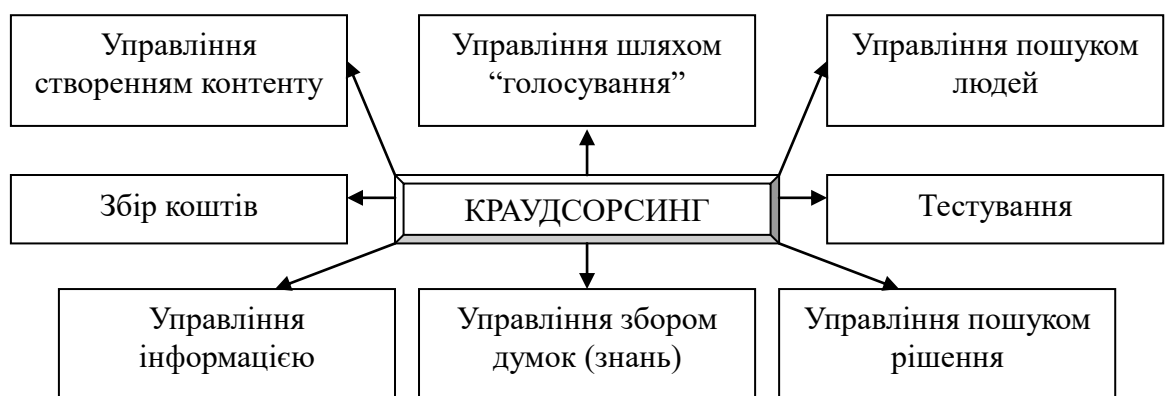 Управління
створенням контенту
Управління шляхом
“голосування”
Управління пошуком
людей
Збір коштів
КРАУДСОРСИНГ
Тестування
Управління
інформацією
Управління збором
думок (знань)
Управління пошуком
рішення